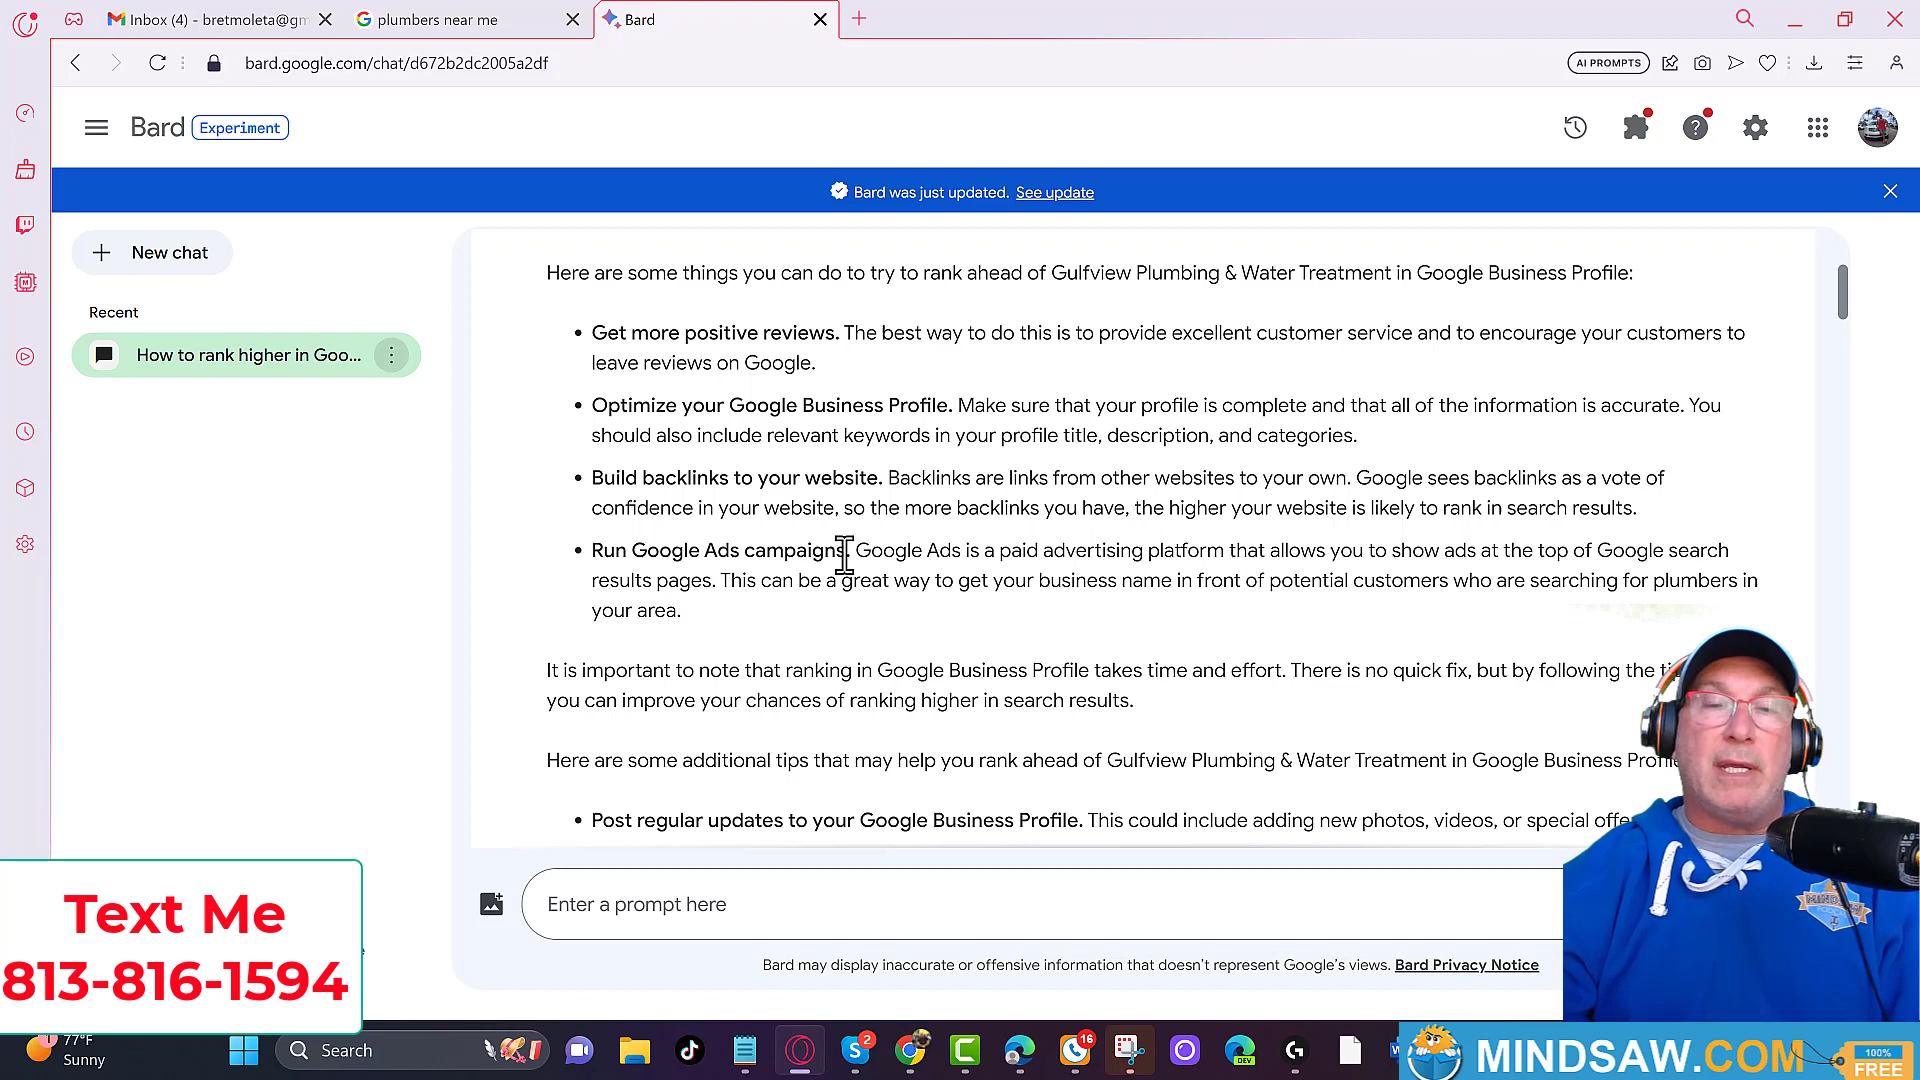 Inbox (4) - bretmoleta@gm
plumbers near me
Bard
bard.google.com/chat/d672b2dc2005a2df
AI PROMPTS
Bard Experiment
Bard was just updated. See update
New chat
Recent
How to rank higher in Goo...
Here are some things you can do to try to rank ahead of Gulfview Plumbing & Water Treatment in Google Business Profile:
• Get more positive reviews. The best way to do this is to provide excellent customer service and to encourage your customers to
leave reviews on Google.
• Optimize your Google Business Profile. Make sure that your profile is complete and that all of the information is accurate. You
should also include relevant keywords in your profile title, description, and categories.
• Build backlinks to your website. Backlinks are links from other websites to your own. Google sees backlinks as a vote of
confidence in your website, so the more backlinks you have, the higher your website is likely to rank in search results.
• Run Google Ads campaigns. Google Ads is a paid advertising platform that allows you to show ads at the top of Google search
results pages. This can be a great way to get your business name in front of potential customers who are searching for plumbers in
your area.
It is important to note that ranking in Google Business Profile takes time and effort. There is no quick fix, but by following the ti
you can improve your chances of ranking higher in search results.
Here are some additional tips that may help you rank ahead of Gulfview Plumbing & Water Treatment in Google Business Profile
• Post regular updates to your Google Business Profile. This could include adding new photos, videos, or special offe
Enter a prompt here
Bard may display inaccurate or offensive information that doesn't represent Google's views. Bard Privacy Notice
Text Me
813-816-1594
77°F
Sunny
Search
2
16
DEV
MINDSAW
MINDSAW.COM
100%
FREE